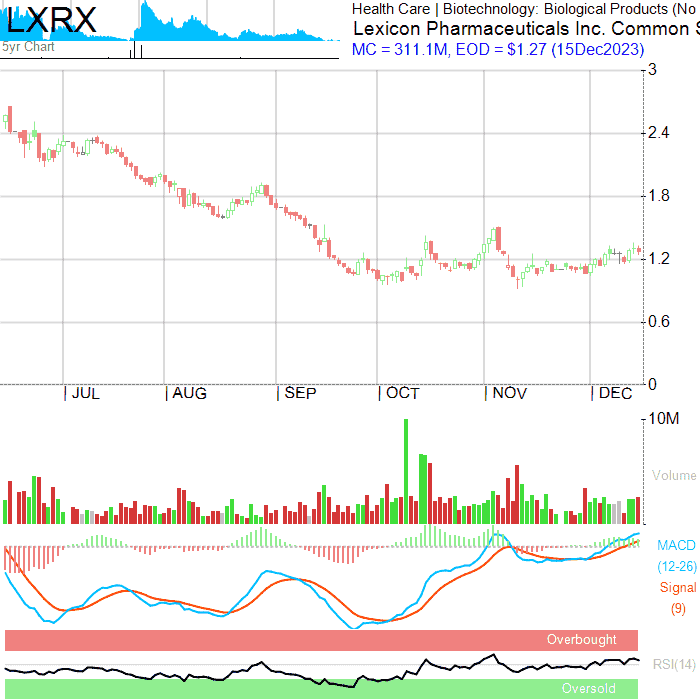 LXRX
5yr Chart
Health Care | Biotechnology: Biological Products (No
Lexicon Pharmaceuticals Inc. Common S
MC = 311.1M, EOD = $1.27 (15Dec2023)
3
2.4
1.8
1.2
0.6
0
JUL AUG SEP OCT NOV DEC
10M
Volume
MACD
(12-26)
Signal
(9)
Overbought
RSI(14)
Oversold